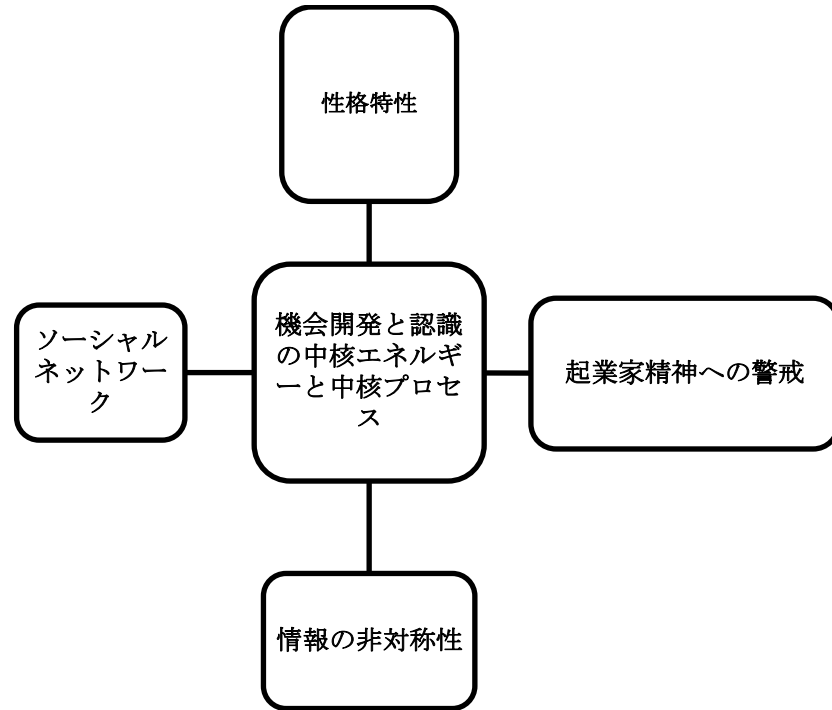 性格特性
ソーシャル
ネットワー
ク
機会開発と認識
の中核エネルギ
ーと中核プロセ
ス
起業家精神への警戒
情報の非対称性